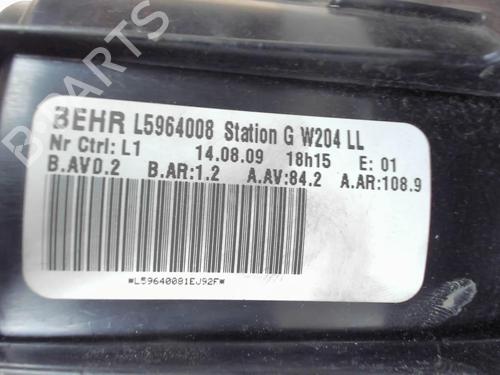 BEHR L5964008 Station G W204 LL
Nr Ctrl: L1 14.08.09 18h15 E: 01
B.AV0.2 B.AR:1.2 A.AV:84.2 A.AR:108.9
*L59640081EJ92F*
B PARTS